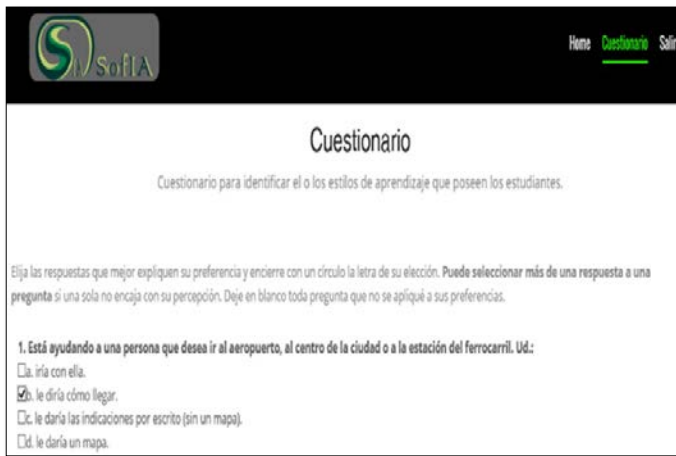 SofIA
Home Cuestionario Salir
Cuestionario
Cuestionario para identificar el o los estilos de aprendizaje que poseen los estudiantes.
Elija las respuestas que mejor expliquen su preferencia y encierre con un círculo la letra de su elección. Puede seleccionar más de una respuesta a una
pregunta si una sola no encaja con su percepción. Deje en blanco toda pregunta que no se apliqué a sus preferencias.
1. Está ayudando a una persona que desea ir al aeropuerto, al centro de la ciudad o a la estación del ferrocarril. Ud.:
a. iría con ella.
b. le diría cómo llegar.
c. le daría las indicaciones por escrito (sin un mapa).
d. le daría un mapa.